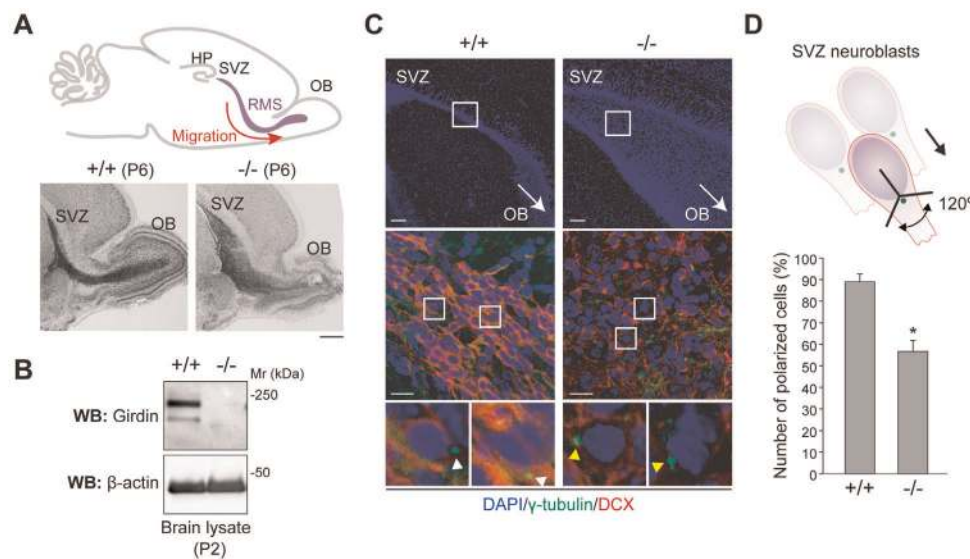 A
HP
SVZ
OB
RMS
Migration
+/+ (P6)
-/- (P6)
SVZ
OB
SVZ
OB
B
+/+
-/-
Mr (kDa)
WB: Girdin
-250
WB: β-actin
-50
Brain lysate
(P2)
C
+/+
-/-
SVZ
SVZ
OB
OB
DAPI/γ-tubulin/DCX
D
SVZ neuroblasts
120º
Number of polarized cells (%)
100
90
80
70
60
50
40
30
20
10
0
*
+/+
-/-